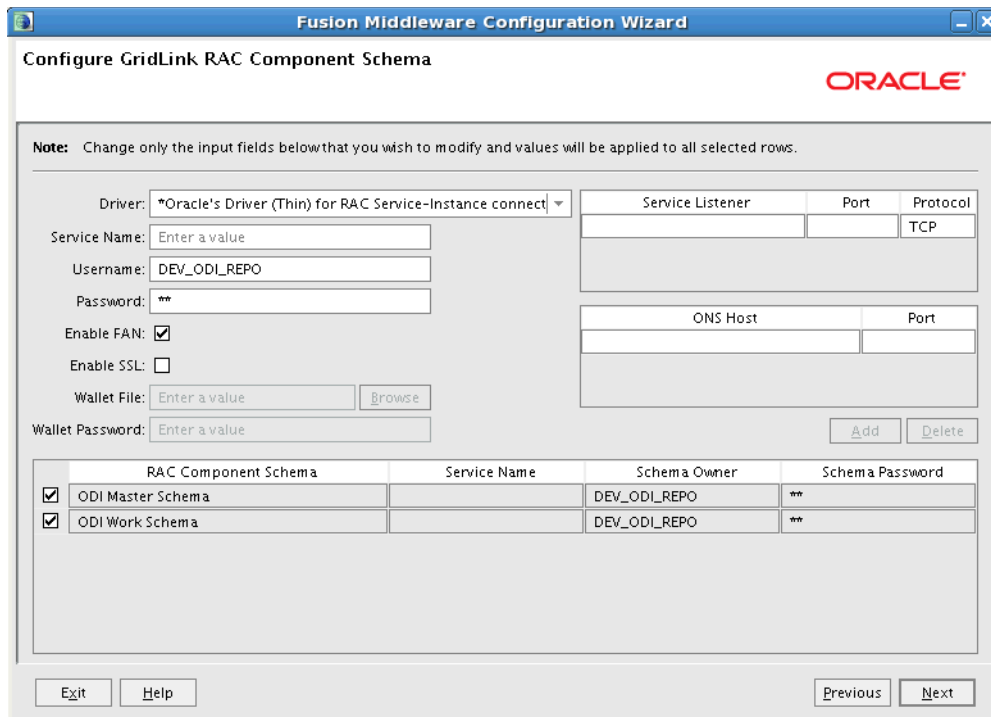 Fusion Middleware Configuration Wizard
Configure GridLink RAC Component Schema
ORACLE
Note: Change only the input fields below that you wish to modify and values will be applied to all selected rows.
Driver: *Oracle's Driver (Thin) for RAC Service-Instance connect
Service Name: Enter a value
Username: DEV_ODI_REPO
Password: **
Enable FAN:
Enable SSL:
Wallet File: Enter a value Browse
Wallet Password: Enter a value
Service Listener Port Protocol
TCP
ONS Host Port
Add Delete
RAC Component Schema Service Name Schema Owner Schema Password
ODI Master Schema DEV_ODI_REPO **
ODI Work Schema DEV_ODI_REPO **
Exit Help Previous Next